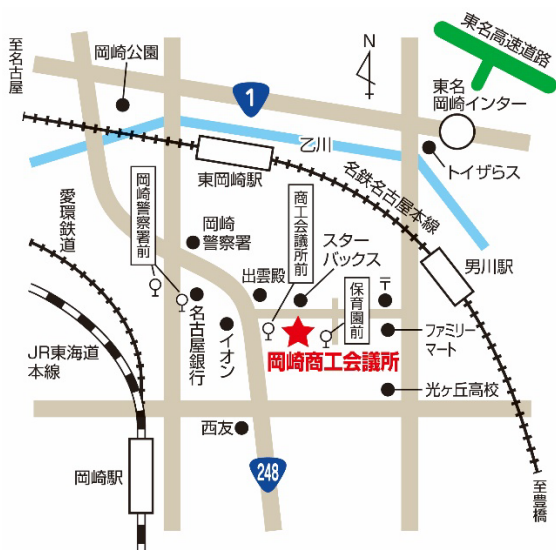 至名古屋
岡崎公園
N
東名高速道路
1
東名
岡崎インター
乙川
トイザらス
東岡崎駅
名鉄名古屋本線
愛環鉄道
岡崎警察署前
岡崎
警察署
商工会議所前
男川駅
出雲殿
スター
バックス
〒
保育園前
名古屋銀行
イオン
ファミリー
マート
JR東海道
本線
岡崎商工会議所
光ヶ丘高校
西友
248
岡崎駅
至豊橋